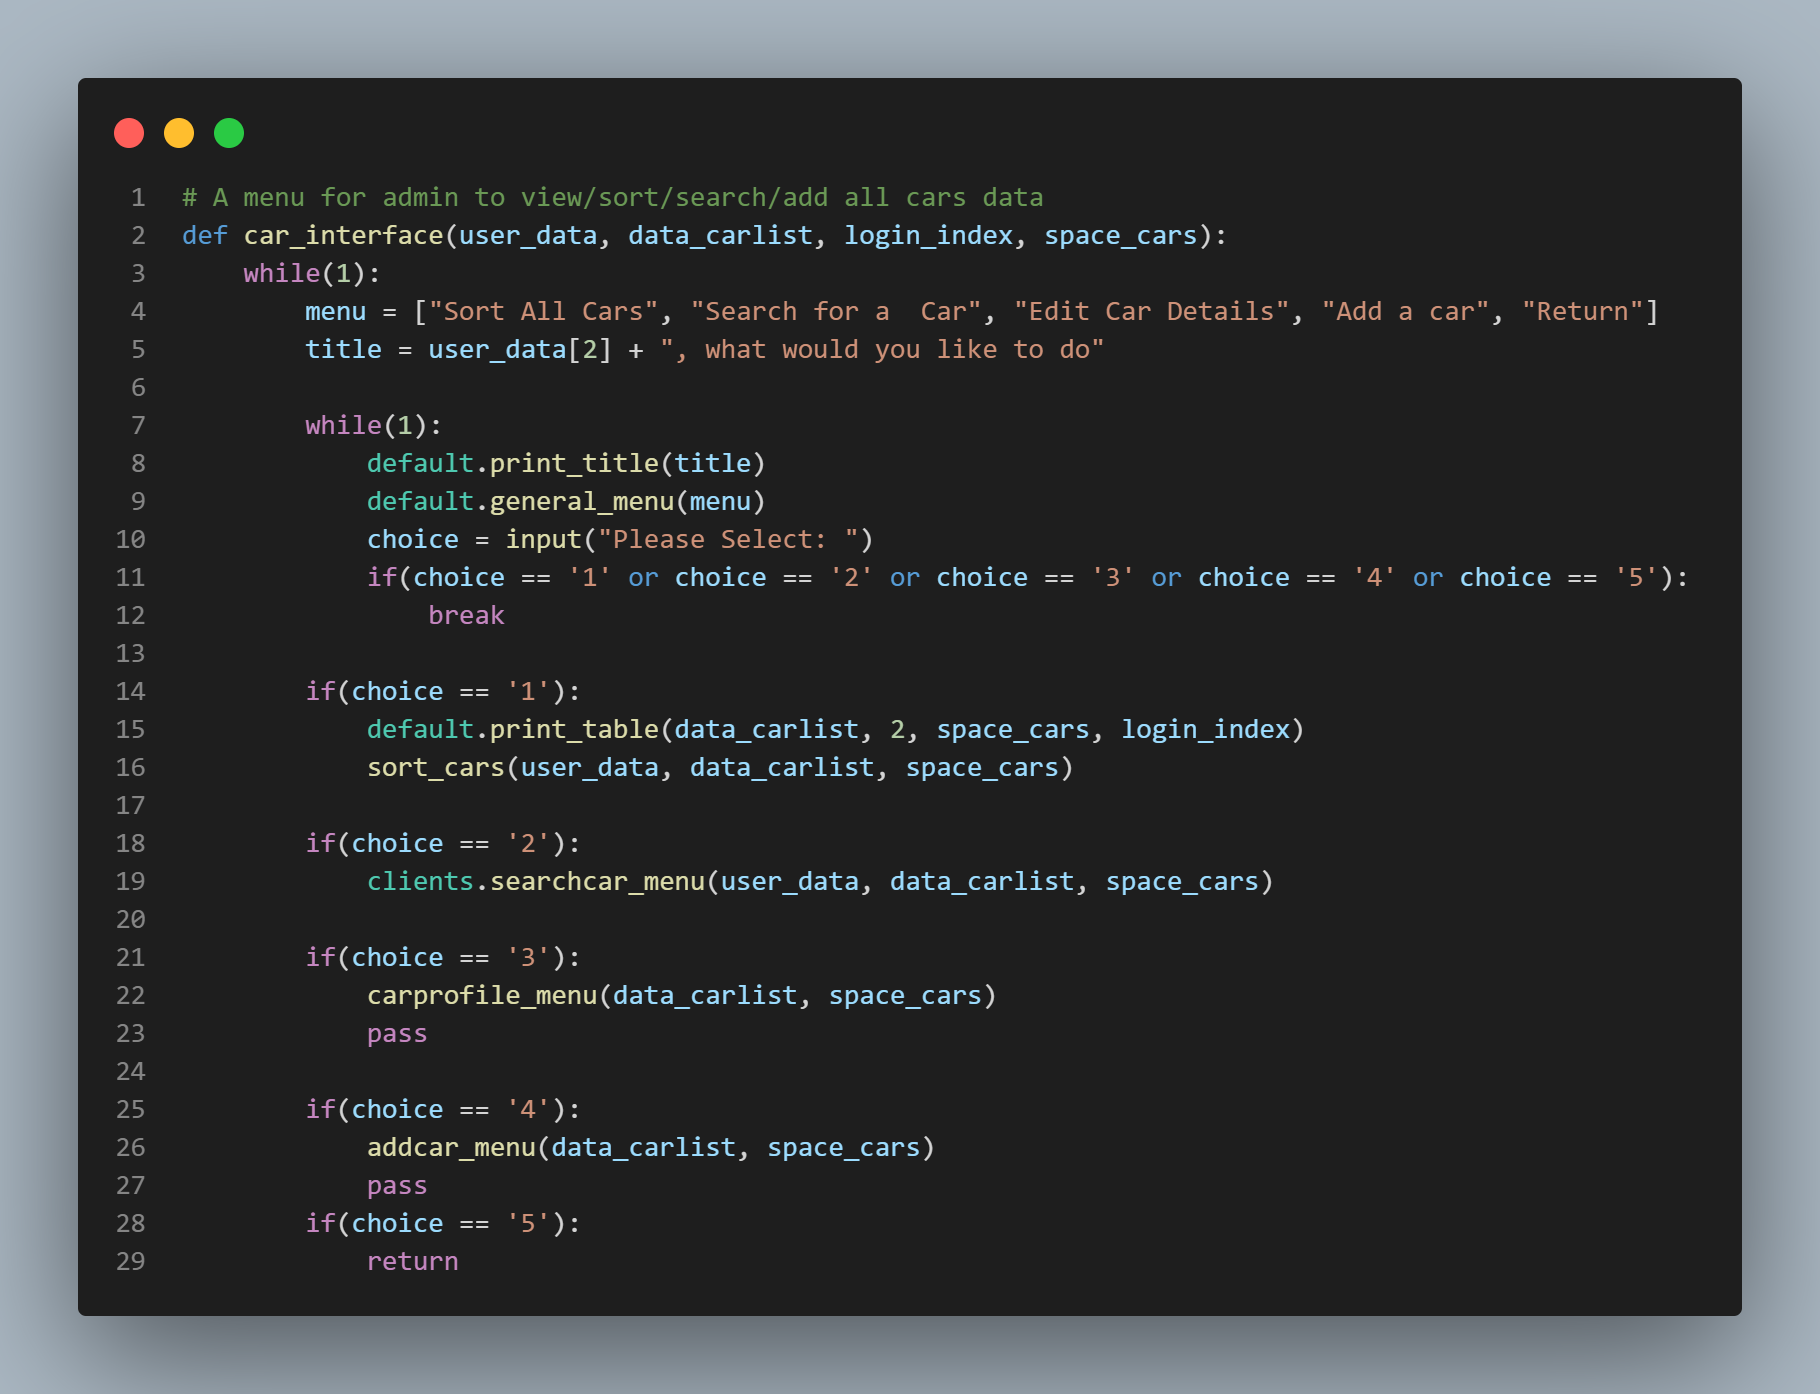 1 # A menu for admin to view/sort/search/add all cars data
2 def car_interface(user_data, data_carlist, login_index, space_cars):
3     while(1):
4         menu = ["Sort All Cars", "Search for a  Car", "Edit Car Details", "Add a car", "Return"]
5         title = user_data[2] + ", what would you like to do"
6
7         while(1):
8             default.print_title(title)
9             default.general_menu(menu)
10             choice = input("Please Select: ")
11             if(choice == '1' or choice == '2' or choice == '3' or choice == '4' or choice == '5'):
12                 break
13
14         if(choice == '1'):
15             default.print_table(data_carlist, 2, space_cars, login_index)
16             sort_cars(user_data, data_carlist, space_cars)
17
18         if(choice == '2'):
19             clients.searchcar_menu(user_data, data_carlist, space_cars)
20
21         if(choice == '3'):
22             carprofile_menu(data_carlist, space_cars)
23             pass
24
25         if(choice == '4'):
26             addcar_menu(data_carlist, space_cars)
27             pass
28         if(choice == '5'):
29             return